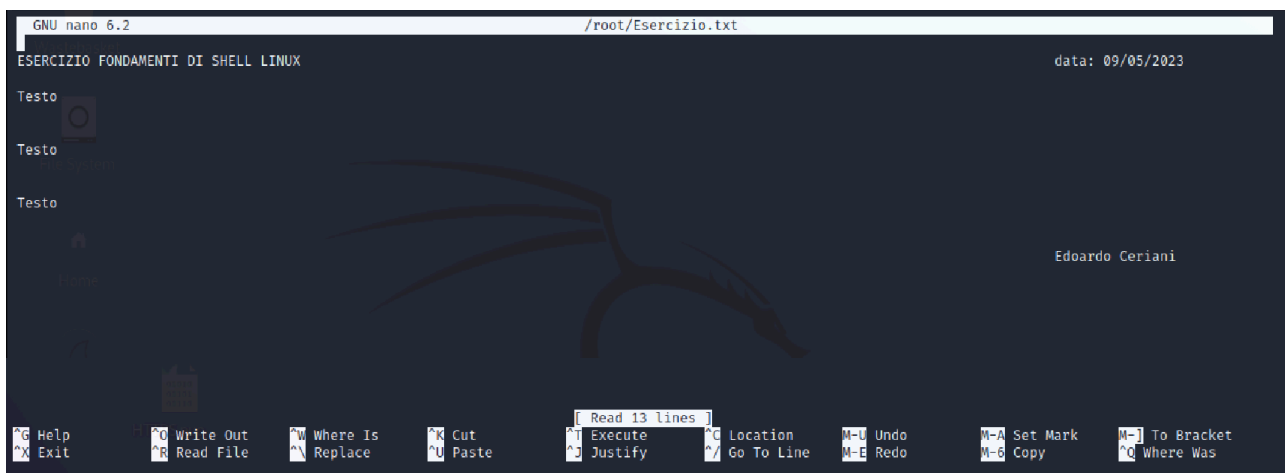 GNU nano 6.2 /root/Esercizio.txt
ESERCIZIO FONDAMENTI DI SHELL LINUX data: 09/05/2023
Testo
Testo
Testo
Edoardo Ceriani
[ Read 13 lines ]
^G Help ^O Write Out ^W Where Is ^K Cut ^T Execute ^C Location M-U Undo M-A Set Mark M-] To Bracket
^X Exit ^R Read File ^\ Replace ^U Paste ^J Justify ^/ Go To Line M-E Redo M-6 Copy ^Q Where Was